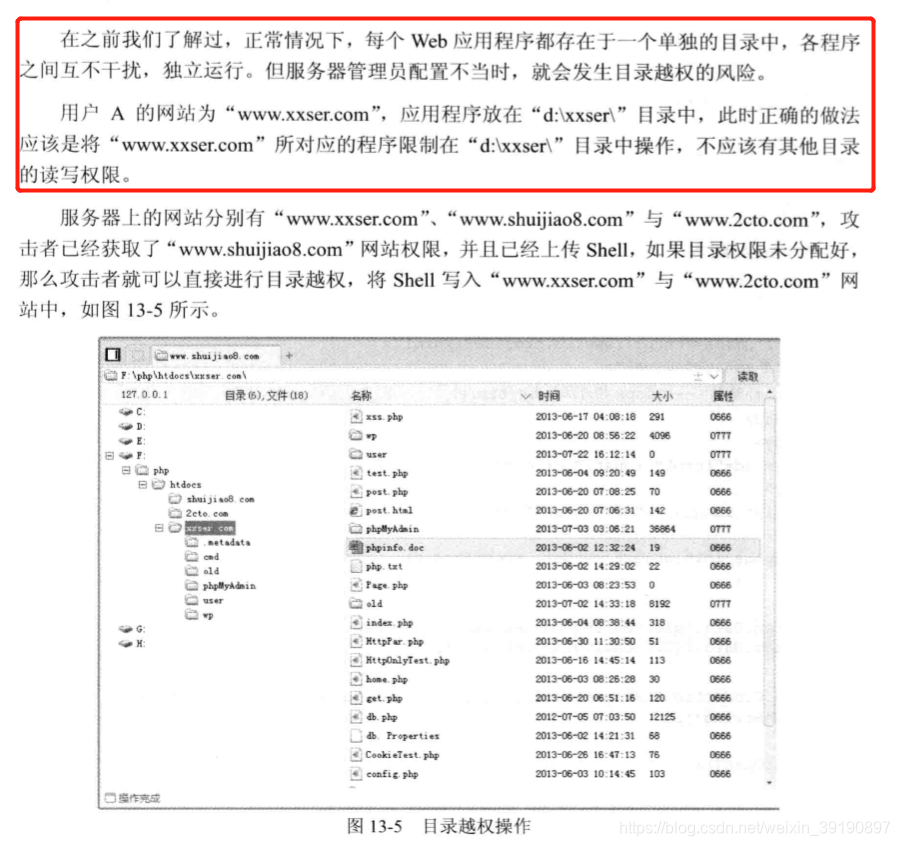 在之前我们了解过，正常情况下，每个 Web 应用程序都存在于一个单独的目录中，各程序
之间互不干扰，独立运行。但服务器管理员配置不当时，就会发生目录越权的风险。
用户 A 的网站为“www.xxser.com”，应用程序放在“d:\xxser\”目录中，此时正确的做法
应该是将“www.xxser.com”所对应的程序限制在“d:\xxser\”目录中操作，不应该有其他目录
的读写权限。
服务器上的网站分别有“www.xxser.com”、“www.shuijiao8.com”与“www.2cto.com”，攻
击者已经获取了“www.shuijiao8.com”网站权限，并且已经上传 Shell，如果目录权限未分配好，
那么攻击者就可以直接进行目录越权，将 Shell 写入“www.xxser.com”与“www.2cto.com”网
站中，如图 13-5 所示。
www.shuijiao8.com +
F:\php\htdocs\xxser.com\ 读取
127.0.0.1 目录(6),文件(18) 名称 时间 大小 属性
C:
D:
E:
F:
php
htdocs
shuijiao8.com
2cto.com
xxser.com
.metadata
cmd
old
phpMyAdmin
user
wp
G:
H:
xss.php 2013-06-17 04:08:18 291 0666
wp 2013-06-20 08:56:22 4096 0777
user 2013-07-22 16:12:14 0 0777
test.php 2013-06-04 09:20:49 149 0666
post.php 2013-06-20 07:08:25 70 0666
post.html 2013-06-20 07:06:31 142 0666
phpMyAdmin 2013-07-03 03:06:21 36864 0777
phpinfo.doc 2013-06-02 12:32:24 19 0666
php.txt 2013-06-02 14:29:02 22 0666
Page.php 2013-06-03 08:23:53 0 0666
old 2013-07-02 14:33:18 8192 0777
index.php 2013-06-04 08:38:44 318 0666
HttpPar.php 2013-06-30 11:30:50 51 0666
HttpOnlyTest.php 2013-06-16 14:45:14 113 0666
home.php 2013-06-03 08:26:28 30 0666
get.php 2013-06-20 06:51:16 120 0666
db.php 2012-07-05 07:03:50 12125 0666
db.Properties 2013-06-02 14:21:31 68 0666
CookieTest.php 2013-06-26 16:47:13 76 0666
config.php 2013-06-03 10:14:45 103 0666
操作完成
图 13-5 目录越权操作
https://blog.csdn.net/weixin_39190897